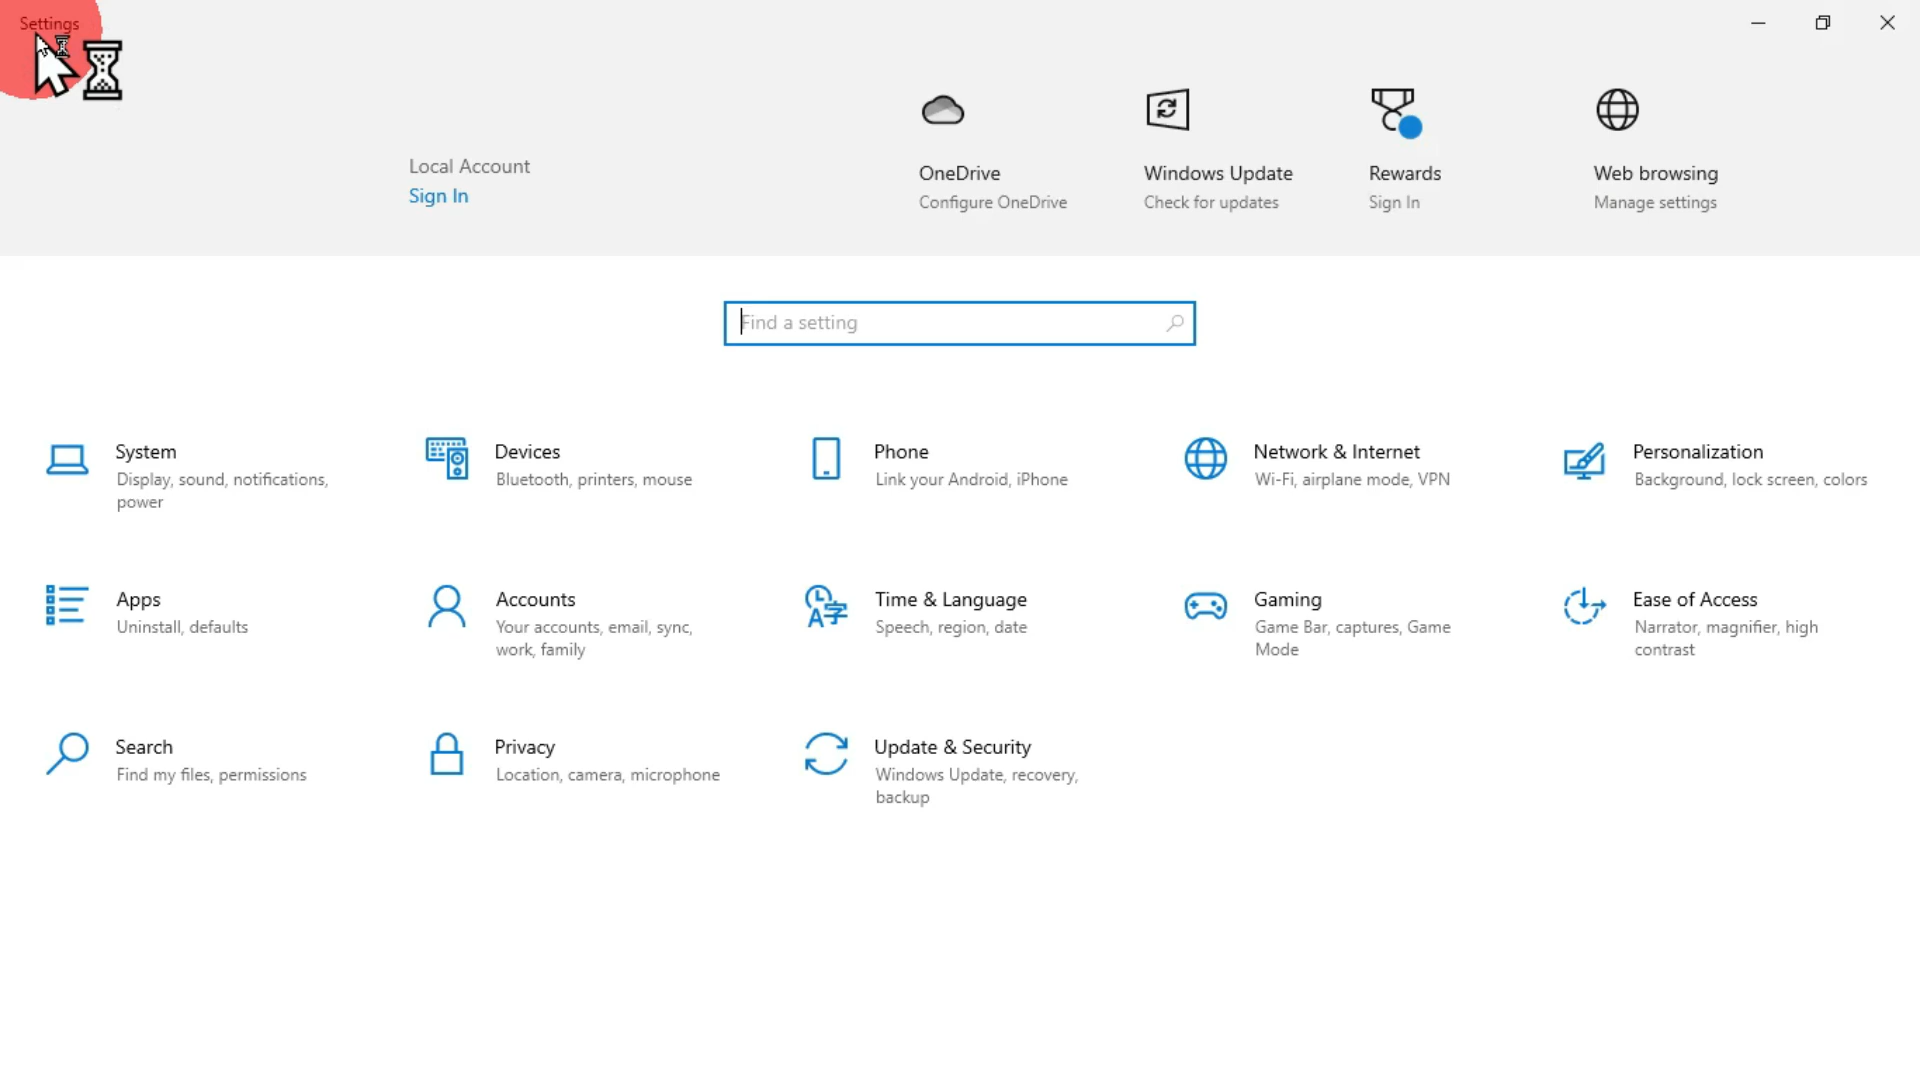 Settings
Local Account
Sign In
OneDrive
Configure OneDrive
Windows Update
Check for updates
Rewards
Sign In
Web browsing
Manage settings
Find a setting
System
Display, sound, notifications,
power
Devices
Bluetooth, printers, mouse
Phone
Link your Android, iPhone
Network & Internet
Wi-Fi, airplane mode, VPN
Personalization
Background, lock screen, colors
Apps
Uninstall, defaults
Accounts
Your accounts, email, sync,
work, family
Time & Language
Speech, region, date
Gaming
Game Bar, captures, Game
Mode
Ease of Access
Narrator, magnifier, high
contrast
Search
Find my files, permissions
Privacy
Location, camera, microphone
Update & Security
Windows Update, recovery,
backup